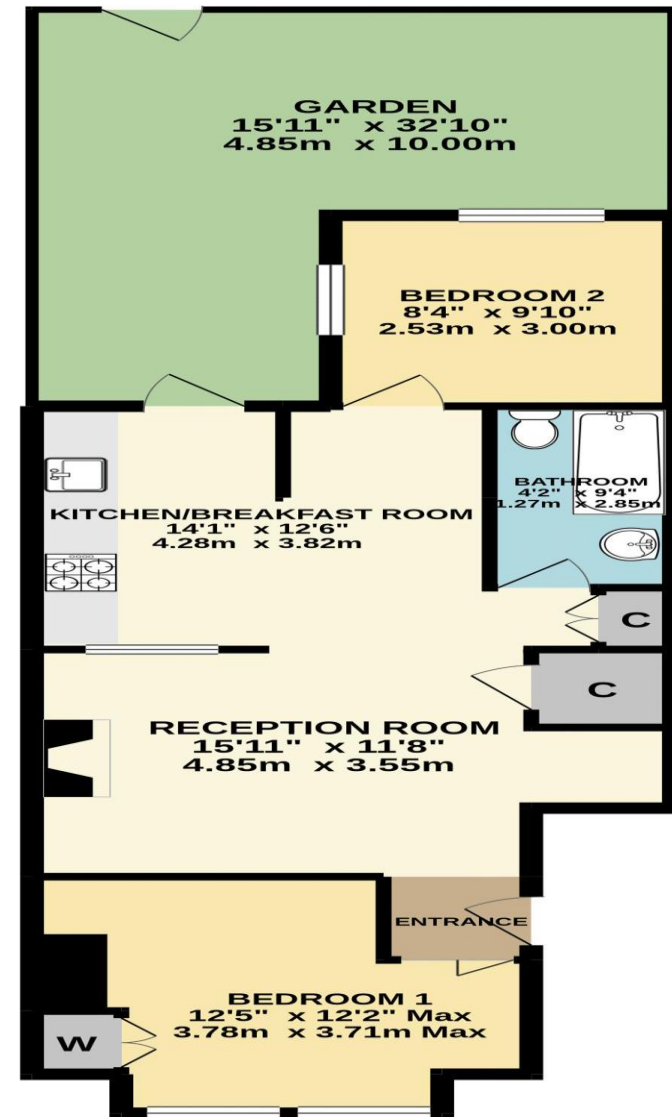 GARDEN
15'11" x 32'10"
4.85m x 10.00m
BEDROOM 2
8'4" x 9'10"
2.53m x 3.00m
BATHROOM
4'2" x 9'4"
1.27m x 2.85m
KITCHEN/BREAKFAST ROOM
14'1" x 12'6"
4.28m x 3.82m
C
C
RECEPTION ROOM
15'11" x 11'8"
4.85m x 3.55m
ENTRANCE
BEDROOM 1
12'5" x 12'2" Max
3.78m x 3.71m Max
W